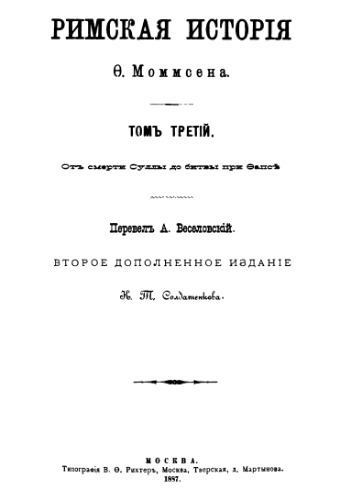 РИМСКАЯ ИСТОРІЯ
Ѳ. Моммсена.
ТОМЪ ТРЕТІЙ.
Отъ смерти Суллы до битвы при Ѳапсѣ
Перевелъ А. Веселовскій.
ВТОРОЕ ДОПОЛНЕННОЕ ИЗДАНІЕ
К. Т. Солдатенкова.
МОСКВА.
Типографія В. Ѳ. Рихтеръ, Москва, Тверская, д. Мартынова.
1887.